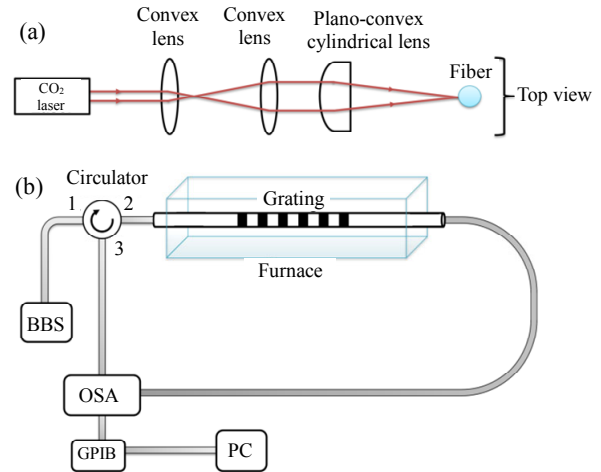 (a)
Convex
lens
Convex
lens
Plano-convex
cylindrical lens
CO₂
laser
Fiber
Top view
(b)
Circulator
1
2
3
Grating
Furnace
BBS
OSA
GPIB
PC